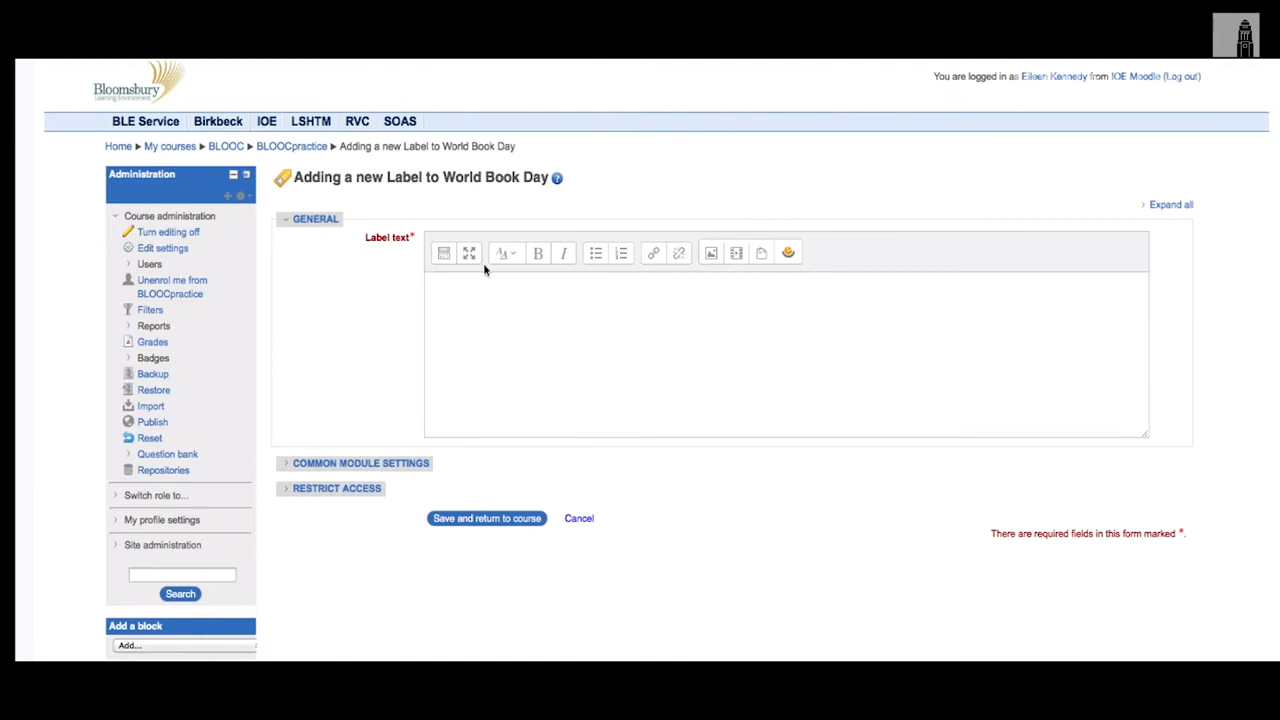 Bloomsbury
Learning Environment
You are logged in as Eileen Kennedy from IOE Moodle (Log out)
BLE Service Birkbeck IOE LSHTM RVC SOAS
Home ► My courses ► BLOOC ► BLOOCpractice ► Adding a new Label to World Book Day
Administration
Course administration
Turn editing off
Edit settings
Users
Unenrol me from
BLOOCpractice
Filters
Reports
Grades
Badges
Backup
Restore
Import
Publish
Reset
Question bank
Repositories
Switch role to...
My profile settings
Site administration
Search
Add a block
Add...
Adding a new Label to World Book Day
Expand all
GENERAL
Label text*
B I
COMMON MODULE SETTINGS
RESTRICT ACCESS
Save and return to course Cancel
There are required fields in this form marked *.